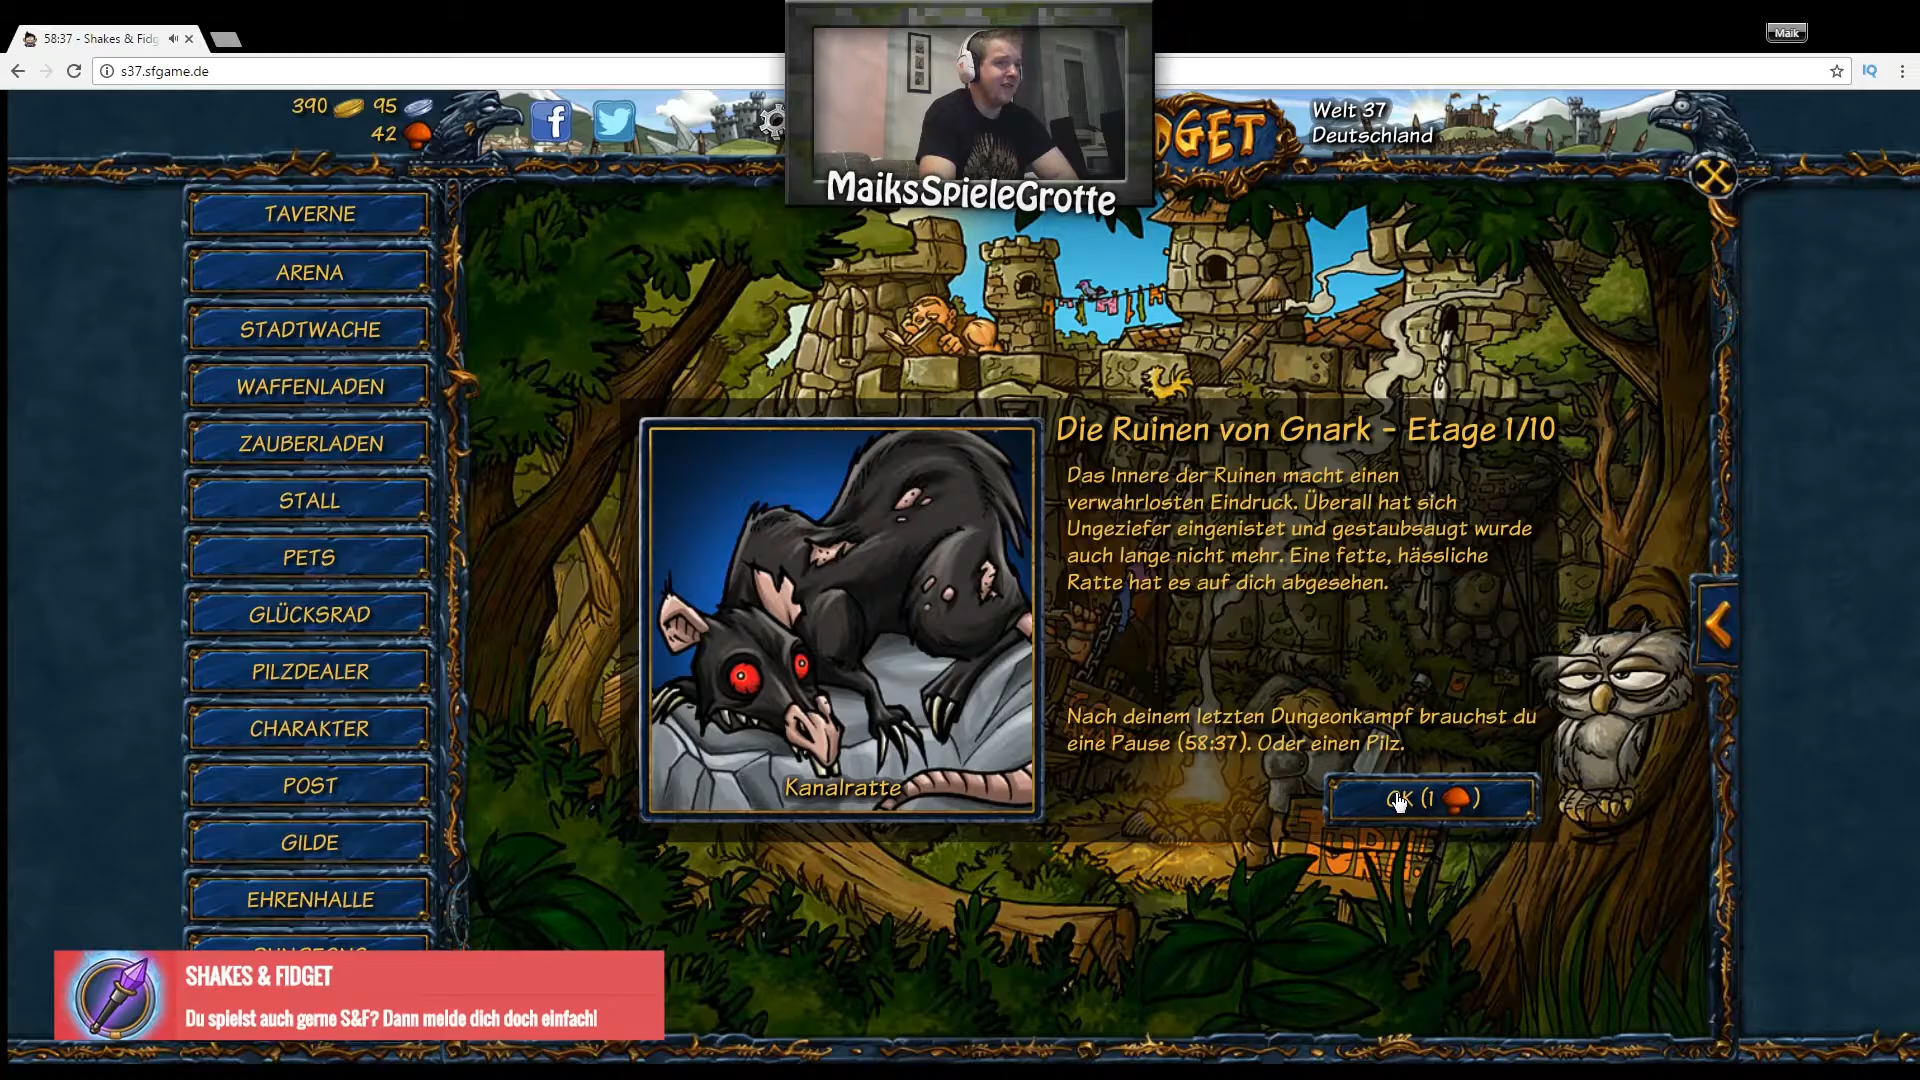 58:37 - Shakes & Fidg
Maik
s37.sfgame.de
IQ
390
95
42
DGET
Welt 37
Deutschland
MaiksSpieleGrotte
TAVERNE
ARENA
STADTWACHE
WAFFENLADEN
ZAUBERLADEN
STALL
PETS
GLÜCKSRAD
PILZDEALER
CHARAKTER
POST
GILDE
EHRENHALLE
Die Ruinen von Gnark - Etage 1/10
Das Innere der Ruinen macht einen
verwahrlosten Eindruck. Überall hat sich
Ungeziefer eingenistet und gestaubsaugt wurde
auch lange nicht mehr. Eine fette, hässliche
Ratte hat es auf dich abgesehen.
Nach deinem letzten Dungeonkampf brauchst du
eine Pause (58:37). Oder einen Pilz.
Kanalratte
OK (1 )
SHAKES & FIDGET
Du spielst auch gerne S&F? Dann melde dich doch einfach!